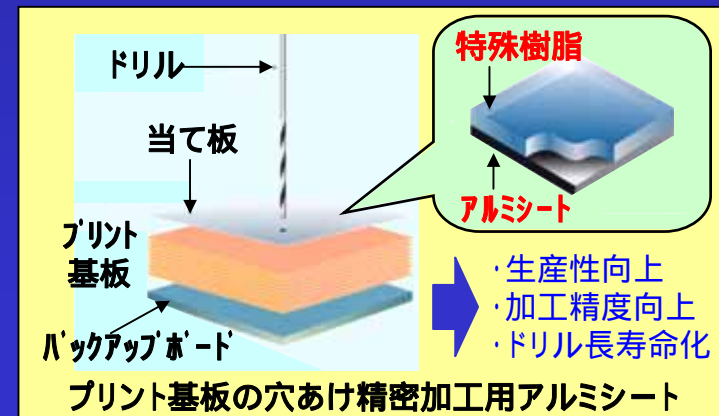 ドリル
当て板
プリント
基板
バックアップボード
特殊樹脂
アルミシート
・生産性向上
・加工精度向上
・ドリル長寿命化
プリント基板の穴あけ精密加工用アルミシート